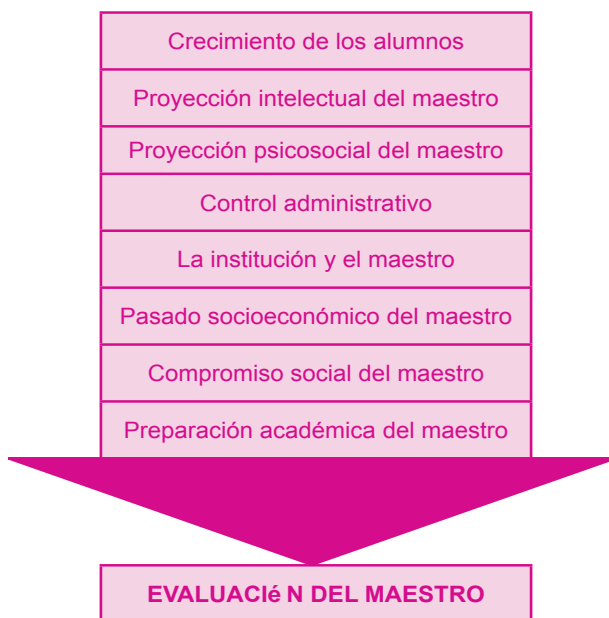 Crecimiento de los alumnos
Proyección intelectual del maestro
Proyección psicosocial del maestro
Control administrativo
La institución y el maestro
Pasado socioeconómico del maestro
Compromiso social del maestro
Preparación académica del maestro
EVALUACIé N DEL MAESTRO